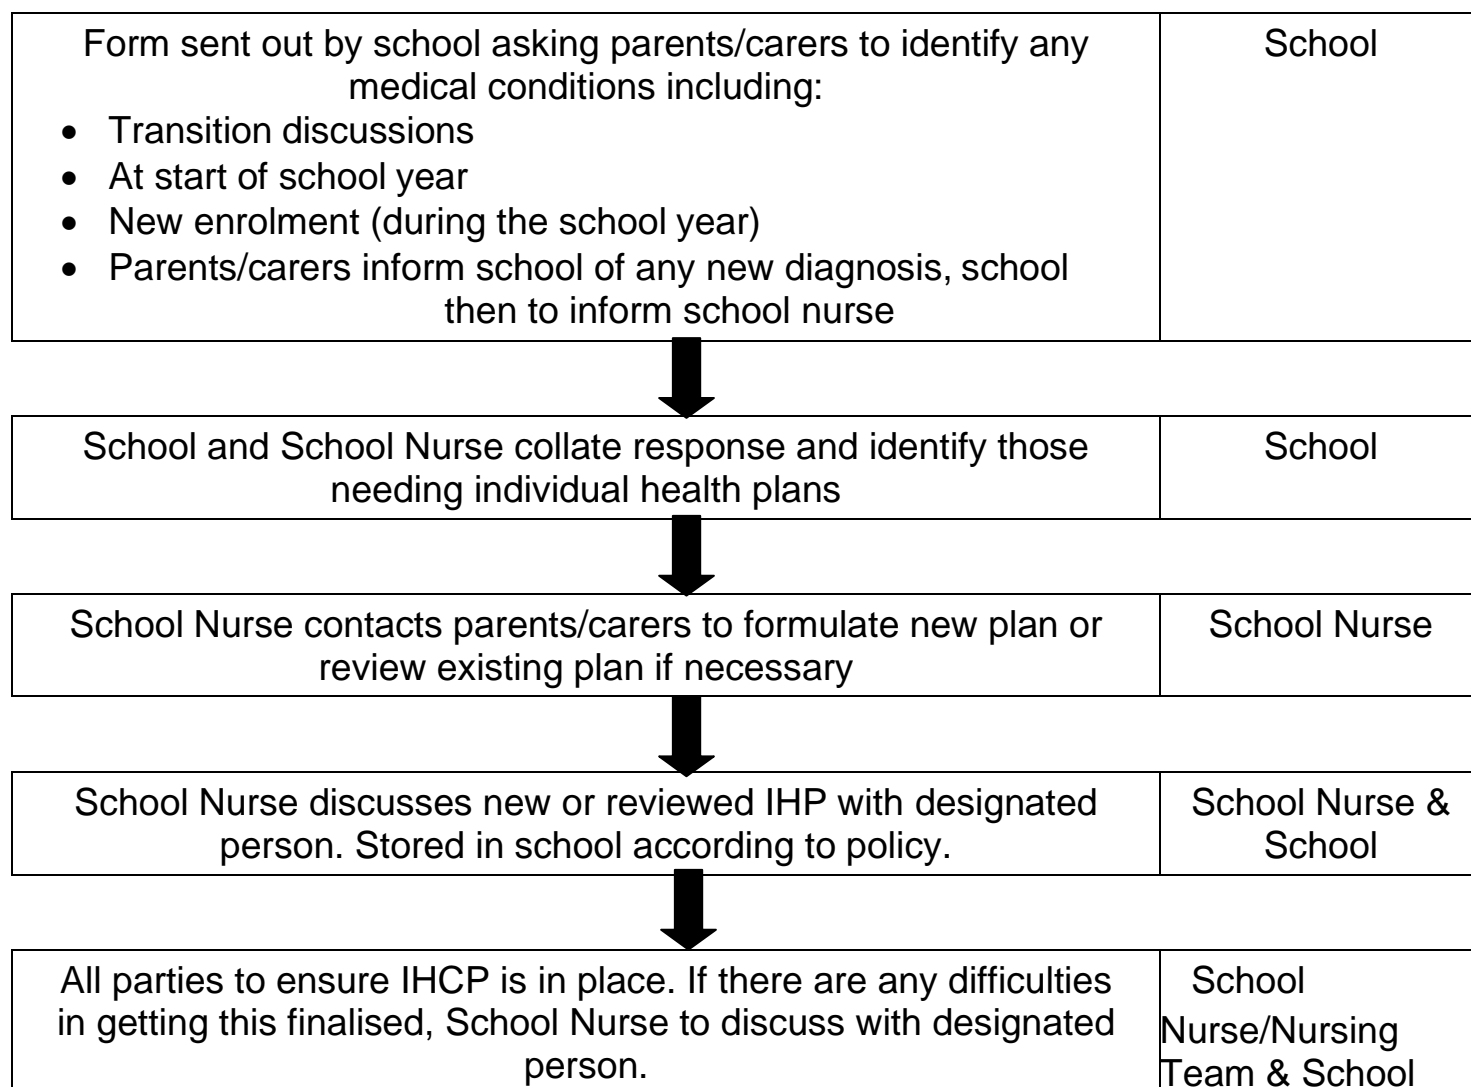 Form sent out by school asking parents/carers to identify any
medical conditions including:
• Transition discussions
• At start of school year
• New enrolment (during the school year)
• Parents/carers inform school of any new diagnosis, school
then to inform school nurse
School
School and School Nurse collate response and identify those
needing individual health plans
School
School Nurse contacts parents/carers to formulate new plan or
review existing plan if necessary
School Nurse
School Nurse discusses new or reviewed IHP with designated
person. Stored in school according to policy.
School Nurse &
School
All parties to ensure IHCP is in place. If there are any difficulties
in getting this finalised, School Nurse to discuss with designated
person.
School
Nurse/Nursing
Team & School